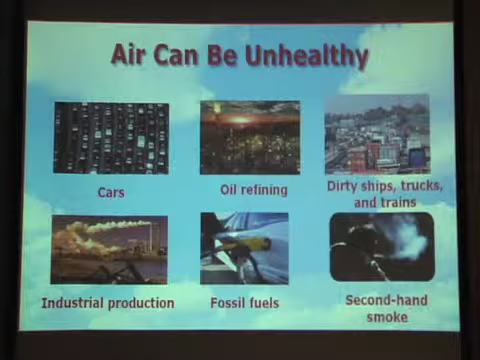 Air Can Be Unhealthy
Cars
Oil refining
Dirty ships, trucks,
and trains
Industrial production
Fossil fuels
Second-hand
smoke